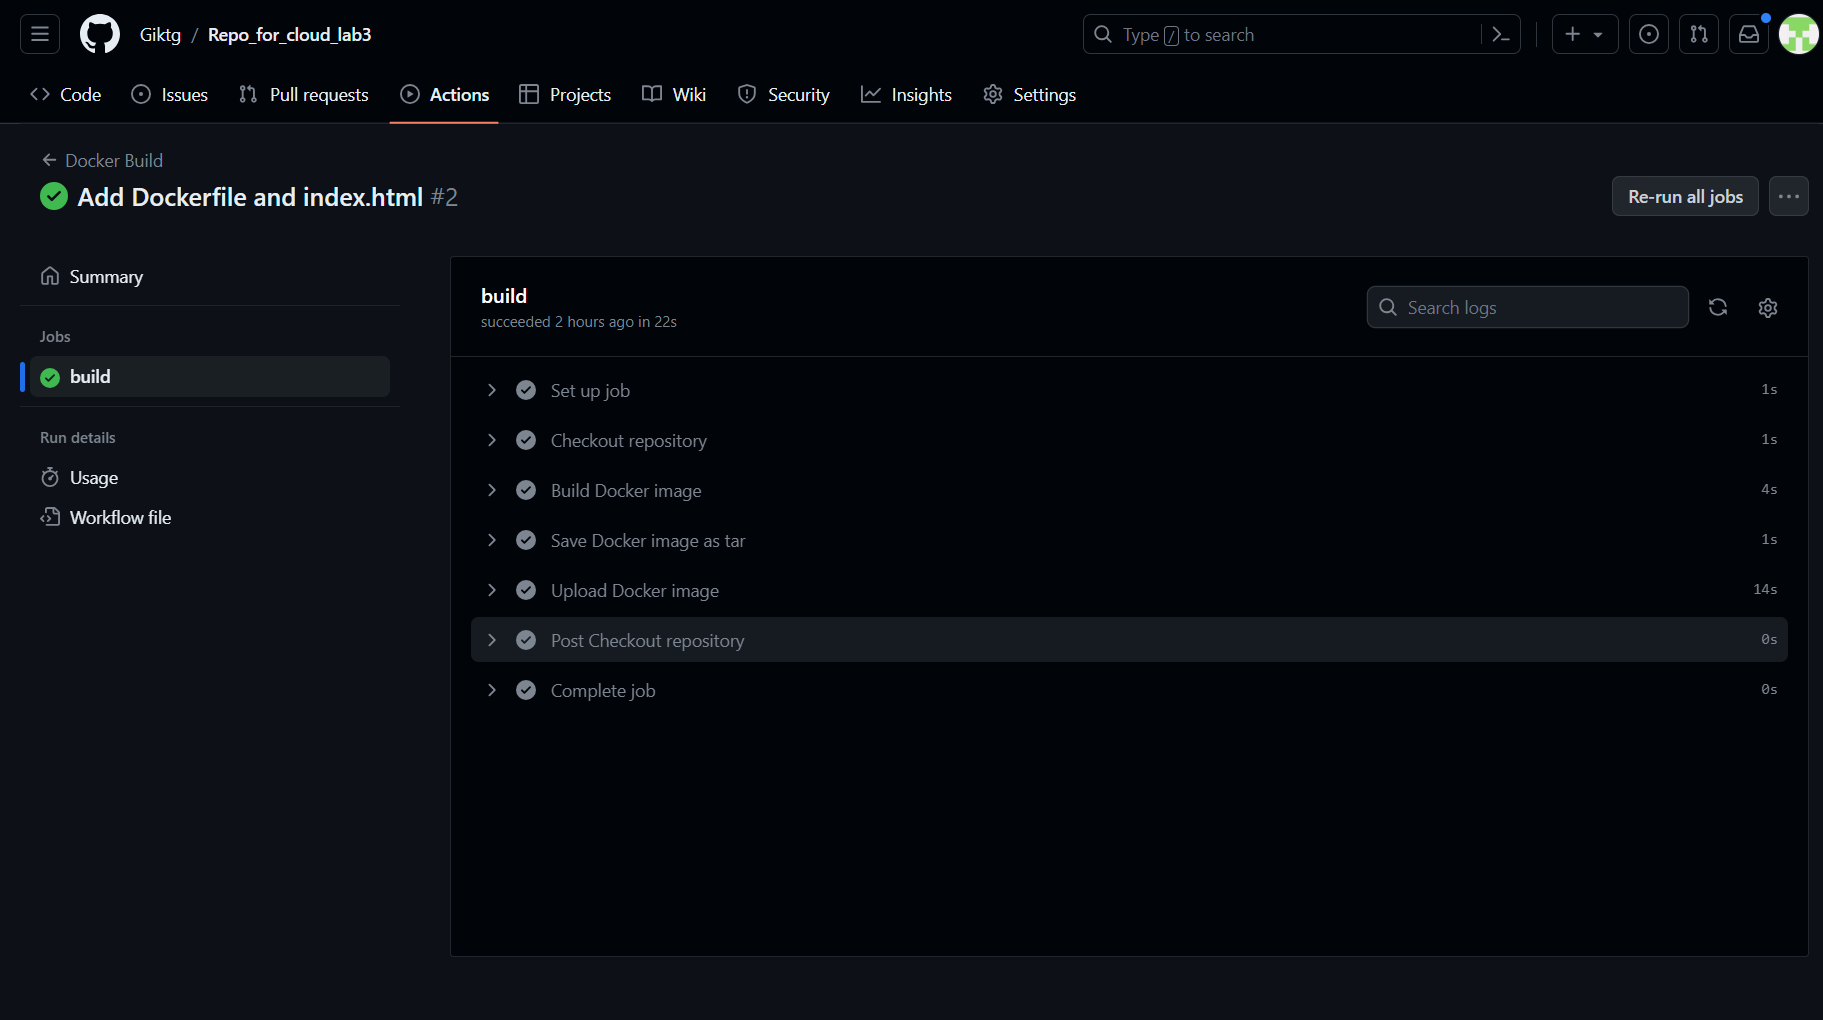 Giktg / Repo_for_cloud_lab3
Type / to search
Code
Issues
Pull requests
Actions
Projects
Wiki
Security
Insights
Settings
Docker Build
Add Dockerfile and index.html #2
Re-run all jobs
Summary
Jobs
build
Run details
Usage
Workflow file
build
succeeded 2 hours ago in 22s
Search logs
Set up job 1s
Checkout repository 1s
Build Docker image 4s
Save Docker image as tar 1s
Upload Docker image 14s
Post Checkout repository 0s
Complete job 0s